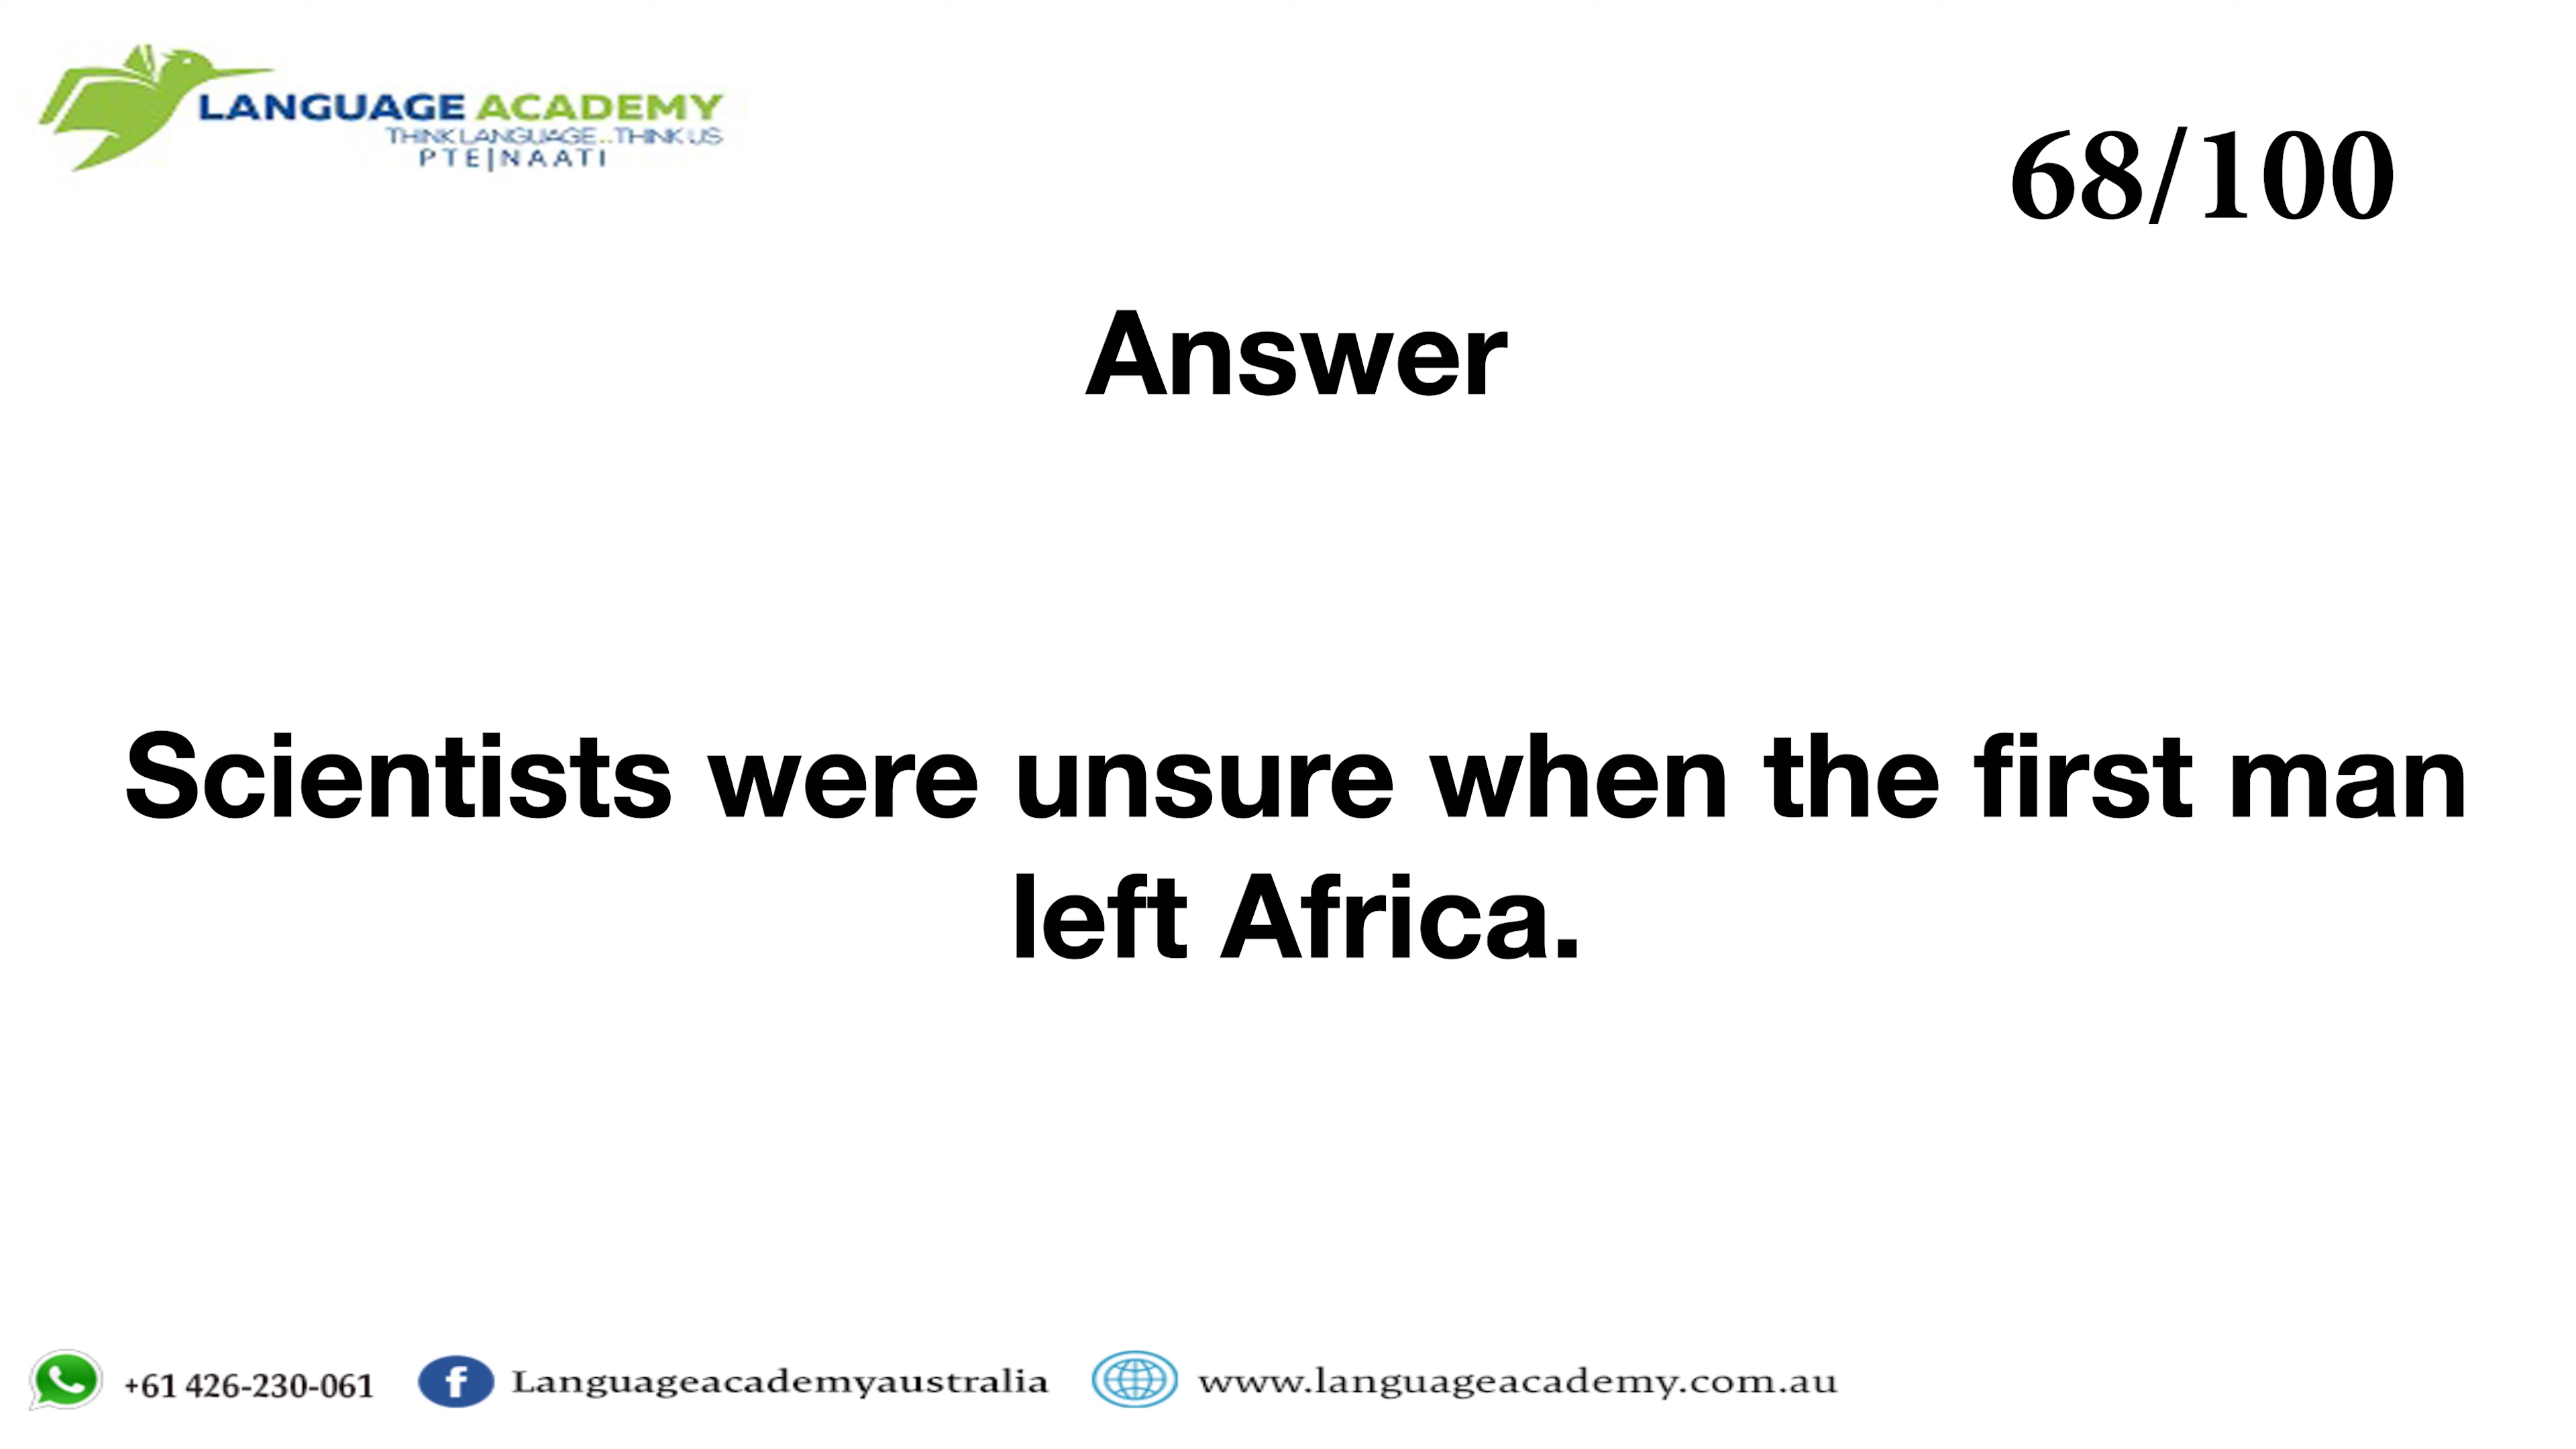 LANGUAGE ACADEMY
THINK LANGUAGE..THINK US
PTE|NAATI
68/100
Answer
Scientists were unsure when the first man
left Africa.
+61 426-230-061 Languageacademyaustralia www.languageacademy.com.au